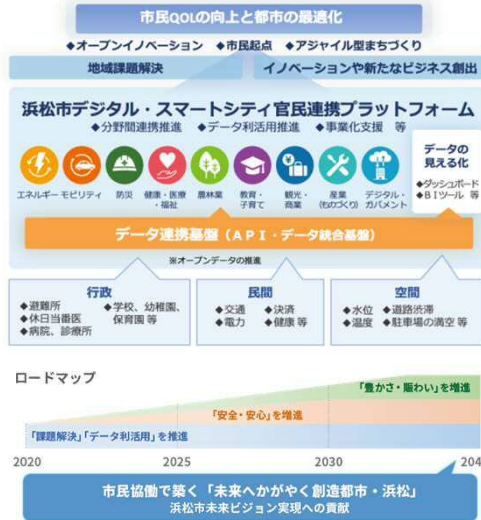 市民QOLの向上と都市の最適化
◆オープンイノベーション ◆市民起点 ◆アジャイル型まちづくり
地域課題解決 イノベーションや新たなビジネス創出
浜松市デジタル・スマートシティ官民連携プラットフォーム
◆分野間連携推進 ◆データ利活用推進 ◆事業化支援 等
データの
見える化
◆ダッシュボード
◆BIツール 等
エネルギー モビリティ 防災 健康・医療 農林業 教育・ 観光・ 産業 デジタル・
・福祉 子育て 商業 (ものづくり) ガバメント
データ連携基盤(API・データ統合基盤)
※オープンデータの推進
行政
◆避難所
◆休日当番医
◆病院、診療所
◆学校、幼稚園、
保育園 等
民間
◆交通 ◆決済
◆電力 ◆健康 等
空間
◆水位 ◆道路渋滞
◆温度 ◆駐車場の満空 等
ロードマップ
「豊かさ・賑わい」を増進
「安全・安心」を増進
「課題解決」「データ利活用」を推進
2020 2025 2030 204
市民協働で築く「未来へかがやく創造都市・浜松」
浜松市未来ビジョン実現への貢献